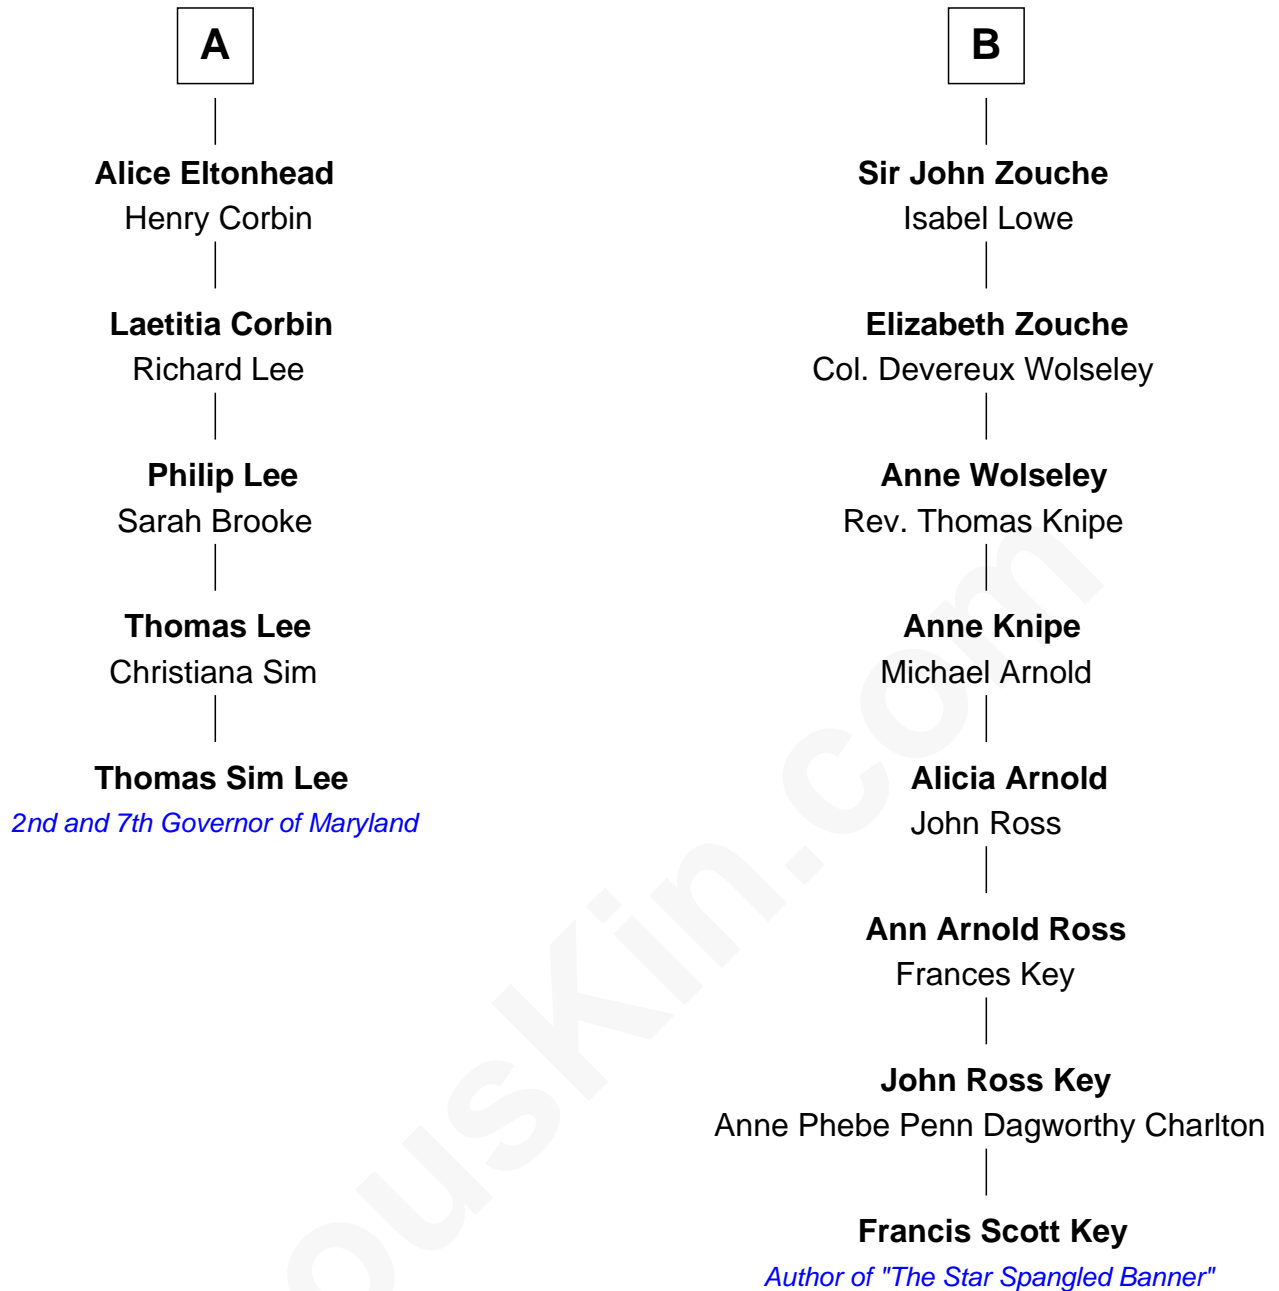 A
Alice Eltonhead
Henry Corbin
Laetitia Corbin
Richard Lee
Philip Lee
Sarah Brooke
Thomas Lee
Christiana Sim
Thomas Sim Lee
2nd and 7th Governor of Maryland
B
Sir John Zouche
Isabel Lowe
Elizabeth Zouche
Col. Devereux Wolseley
Anne Wolseley
Rev. Thomas Knipe
Anne Knipe
Michael Arnold
Alicia Arnold
John Ross
Ann Arnold Ross
Frances Key
John Ross Key
Anne Phebe Penn Dagworthy Charlton
Francis Scott Key
Author of "The Star Spangled Banner"
ousKin.com